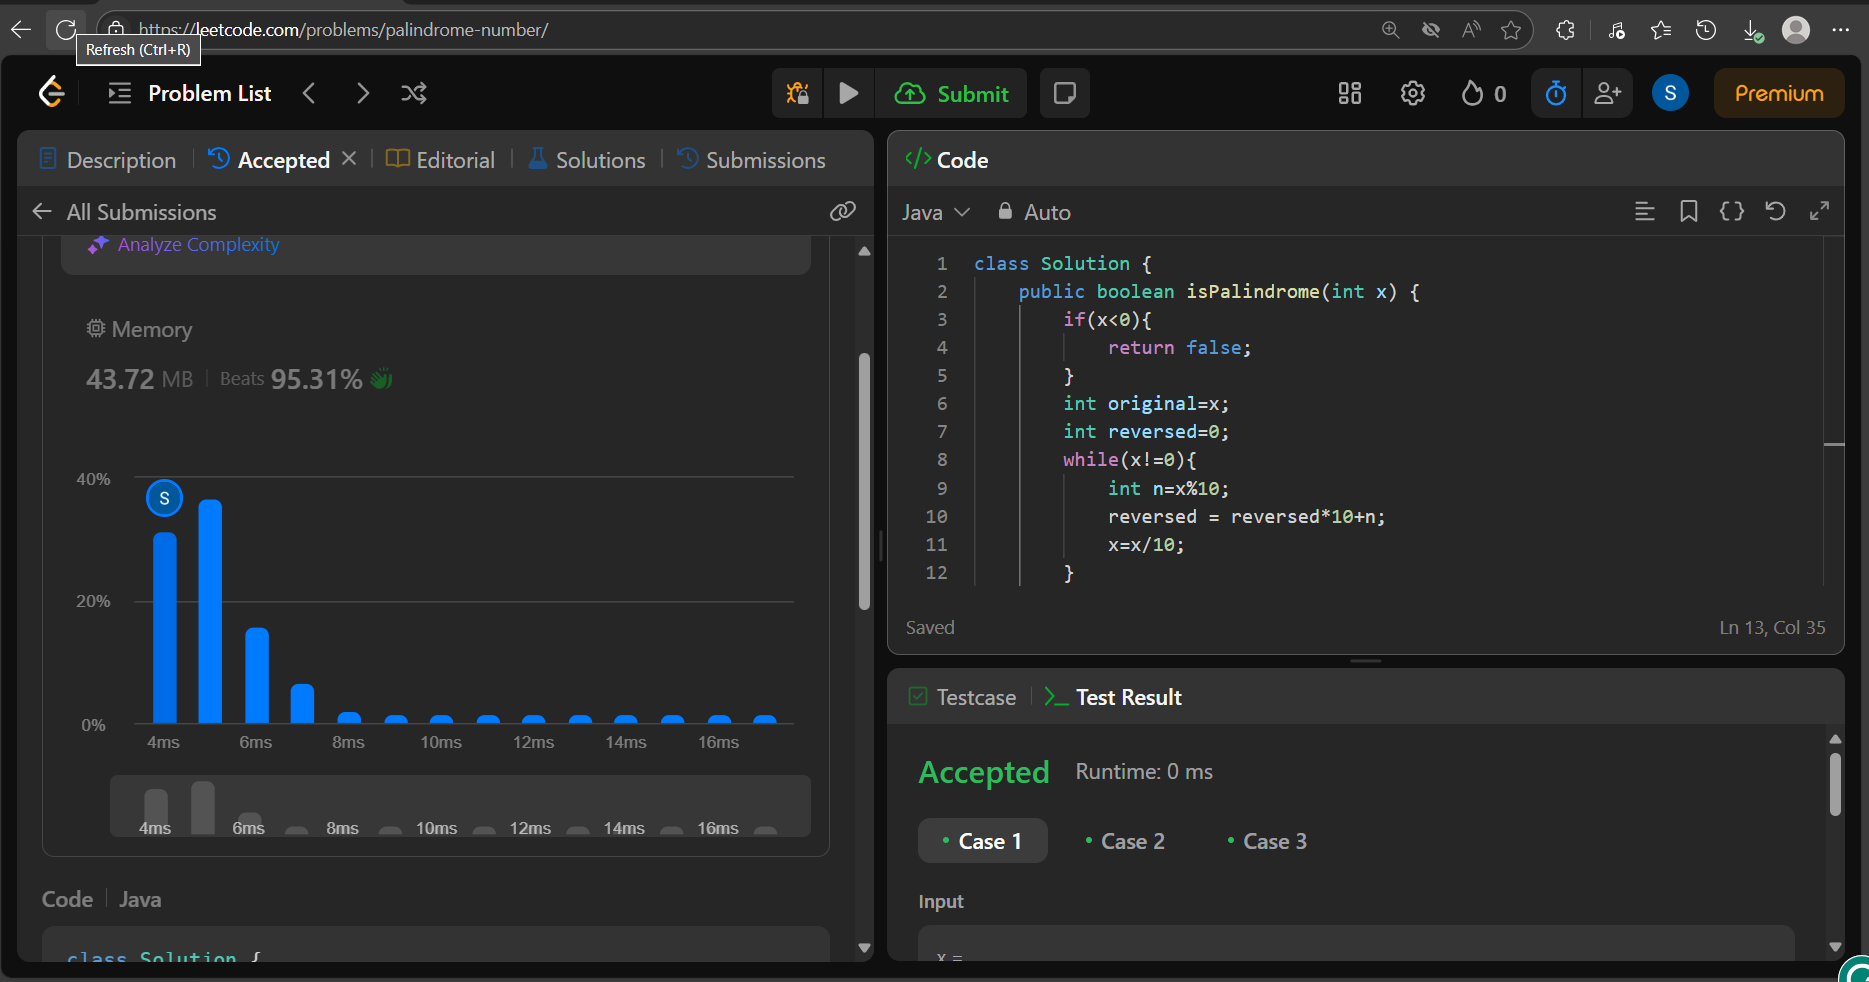 https://leetcode.com/problems/palindrome-number/
Refresh (Ctrl+R)
Problem List
Submit
0
S
Premium
Description
Accepted
Editorial
Solutions
Submissions
All Submissions
Analyze Complexity
Memory
43.72 MB
Beats 95.31%
40%
20%
0%
S
4ms
6ms
8ms
10ms
12ms
14ms
16ms
4ms
6ms
8ms
10ms
12ms
14ms
16ms
Code
Java
class Solution {
</> Code
Java
Auto
1 class Solution {
2 public boolean isPalindrome(int x) {
3 if(x<0){
4 return false;
5 }
6 int original=x;
7 int reversed=0;
8 while(x!=0){
9 int n=x%10;
10 reversed = reversed*10+n;
11 x=x/10;
12 }
Saved
Ln 13, Col 35
Testcase
Test Result
Accepted
Runtime: 0 ms
Case 1
Case 2
Case 3
Input
x =